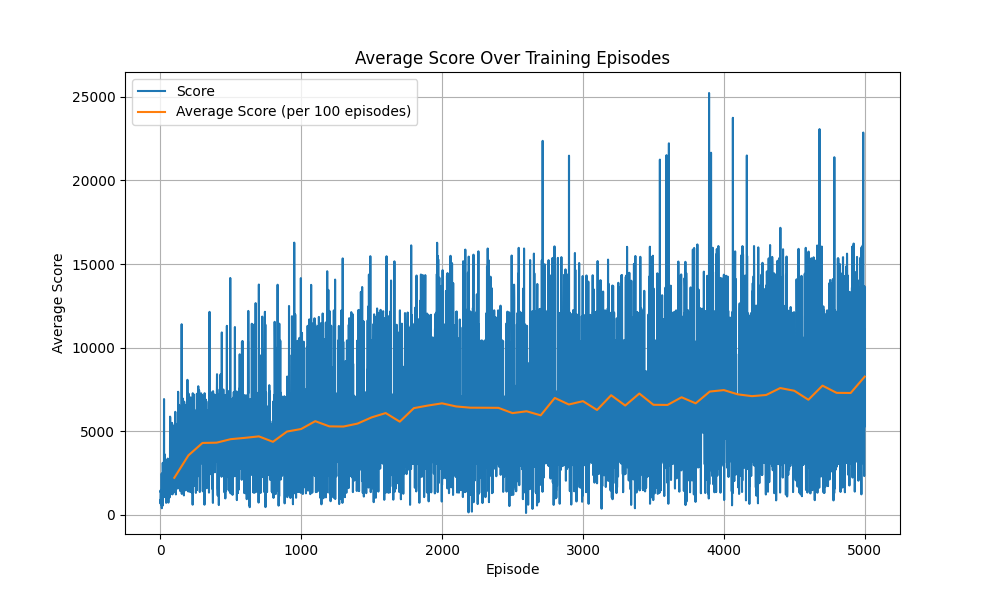 Average Score Over Training Episodes
Score
Average Score (per 100 episodes)
Average Score
25000
20000
15000
10000
5000
0
0 1000 2000 3000 4000 5000
Episode